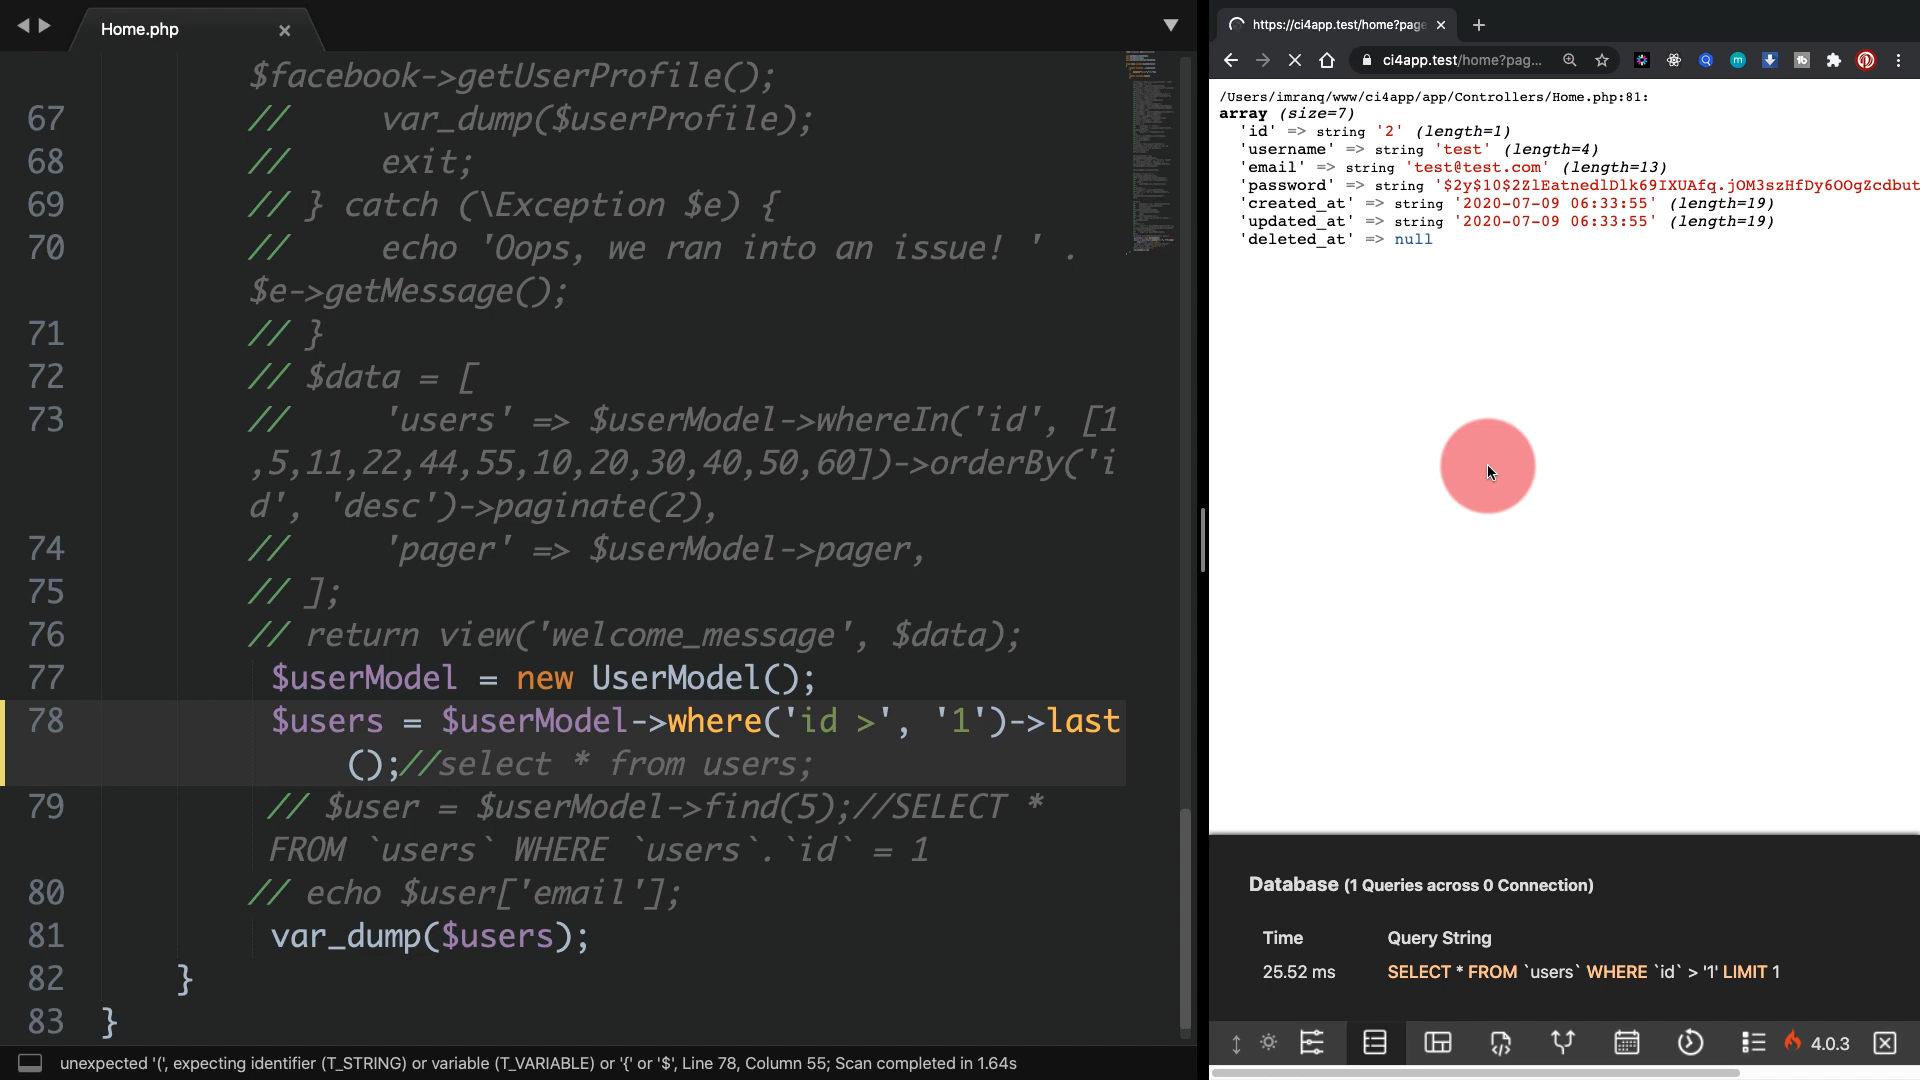 Home.php
$facebook->getUserProfile();
67 // var_dump($userProfile);
68 // exit;
69 // } catch (\Exception $e) {
70 // echo 'Oops, we ran into an issue! ' .
$e->getMessage();
71 // }
72 // $data = [
73 // 'users' => $userModel->whereIn('id', [1
,5,11,22,44,55,10,20,30,40,50,60])->orderBy('i
d', 'desc')->paginate(2),
74 // 'pager' => $userModel->pager,
75 // ];
76 // return view('welcome_message', $data);
77 $userModel = new UserModel();
78 $users = $userModel->where('id >', '1')->last
();//select * from users;
79 // $user = $userModel->find(5);//SELECT *
FROM `users` WHERE `users`.`id` = 1
80 // echo $user['email'];
81 var_dump($users);
82 }
83 }
unexpected '(', expecting identifier (T_STRING) or variable (T_VARIABLE) or '{' or '$', Line 78, Column 55; Scan completed in 1.64s
https://ci4app.test/home?page
ci4app.test/home?pag...
/Users/imranq/www/ci4app/app/Controllers/Home.php:81:
array (size=7)
'id' => string '2' (length=1)
'username' => string 'test' (length=4)
'email' => string 'test@test.com' (length=13)
'password' => string '$2y$10$2ZlEatnedlDlk69IXUAfq.jOM3szHfDy6OOgZcdbut
'created_at' => string '2020-07-09 06:33:55' (length=19)
'updated_at' => string '2020-07-09 06:33:55' (length=19)
'deleted_at' => null
Database (1 Queries across 0 Connection)
Time Query String
25.52 ms SELECT * FROM `users` WHERE `id` > '1' LIMIT 1
4.0.3